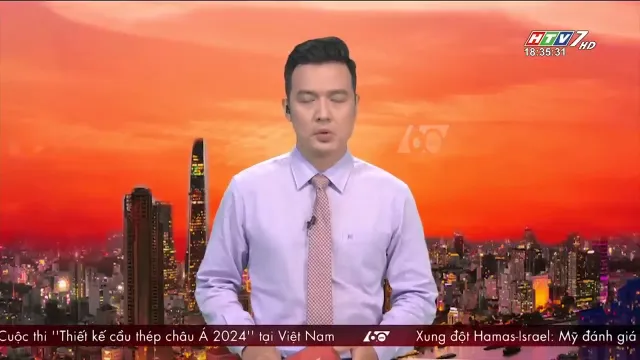 HTV7 HD
18:35:31
60
Cuộc thi "Thiết kế cầu thép châu Á 2024" tại Việt Nam 60 Xung đột Hamas-Israel: Mỹ đánh giá